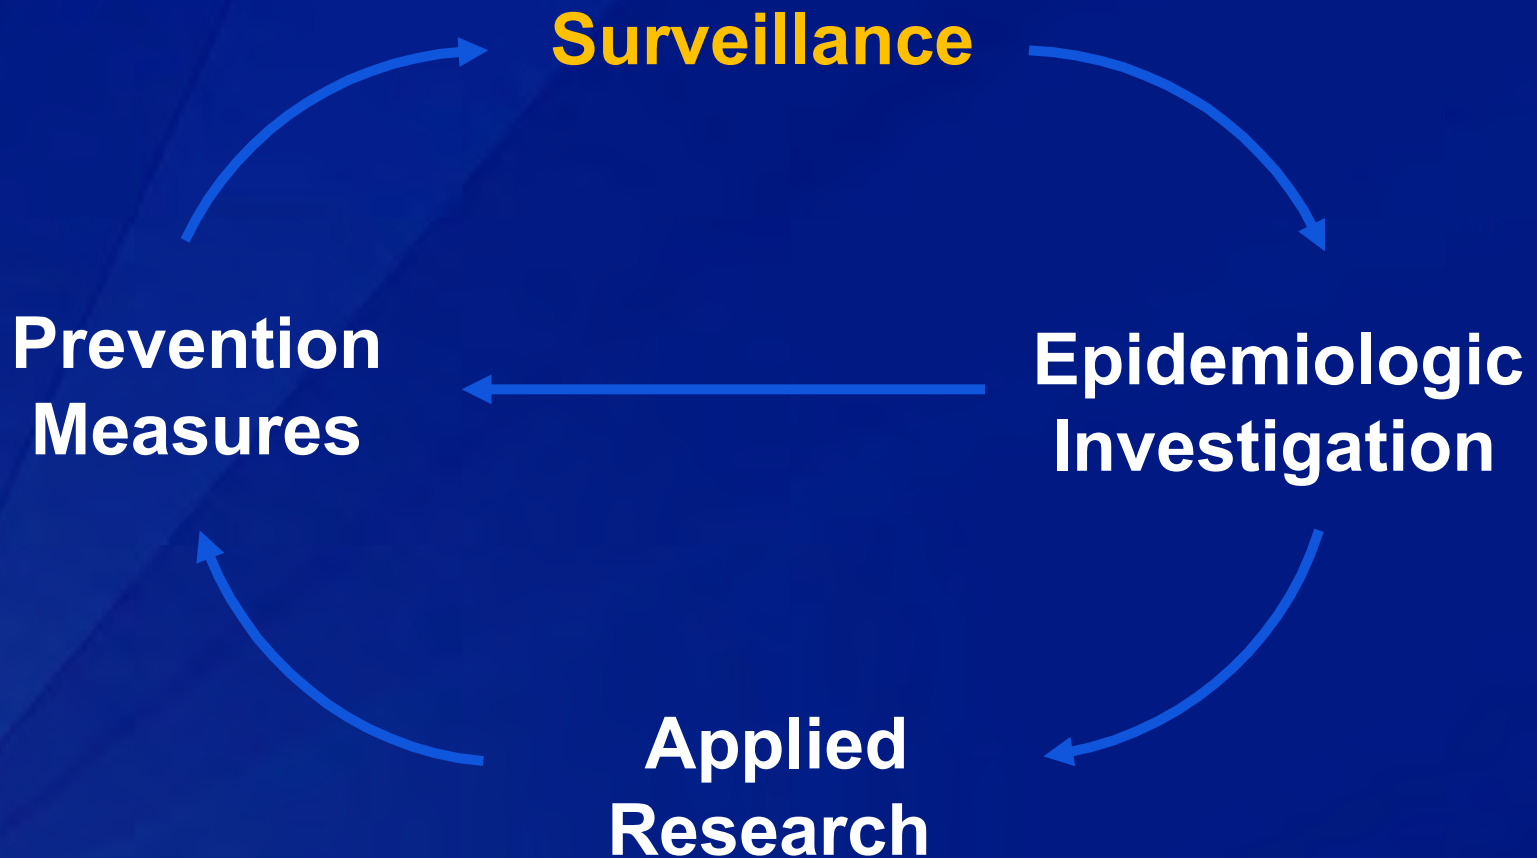 Surveillance
Prevention
Measures
Epidemiologic
Investigation
Applied
Research